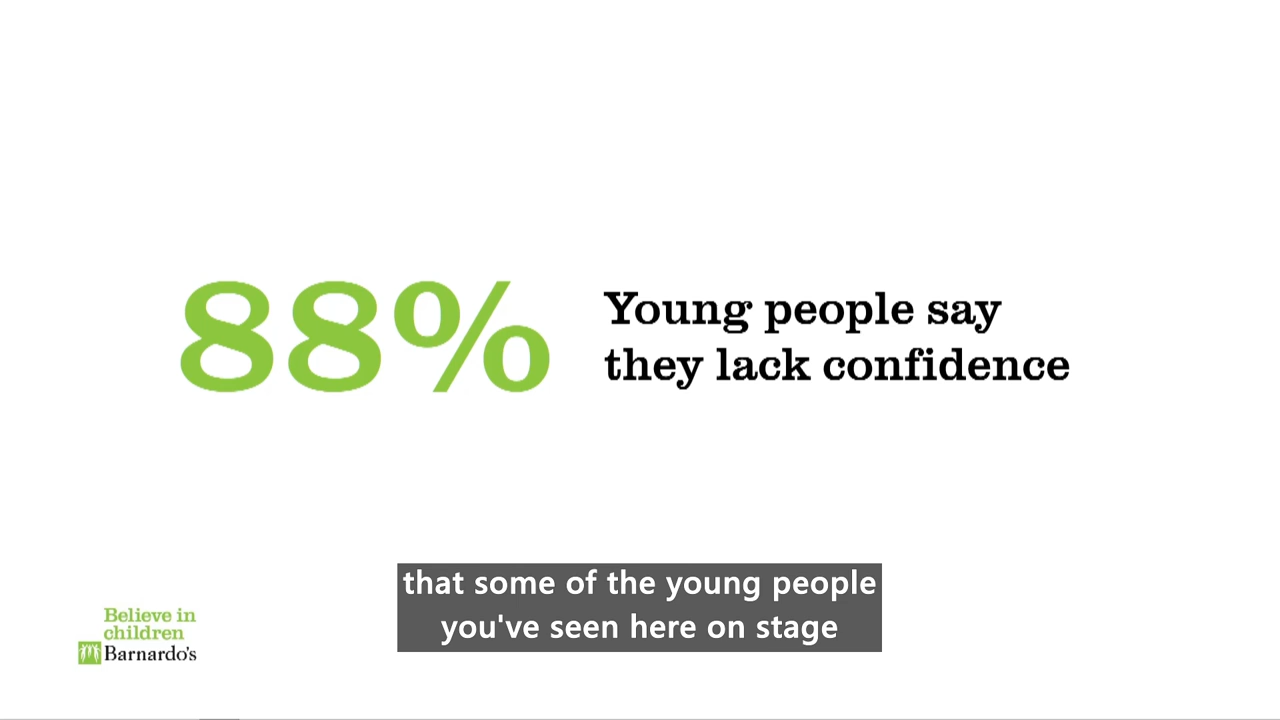 88%
Young people say
they lack confidence
that some of the young people
you've seen here on stage
Believe in
children
Barnardo's